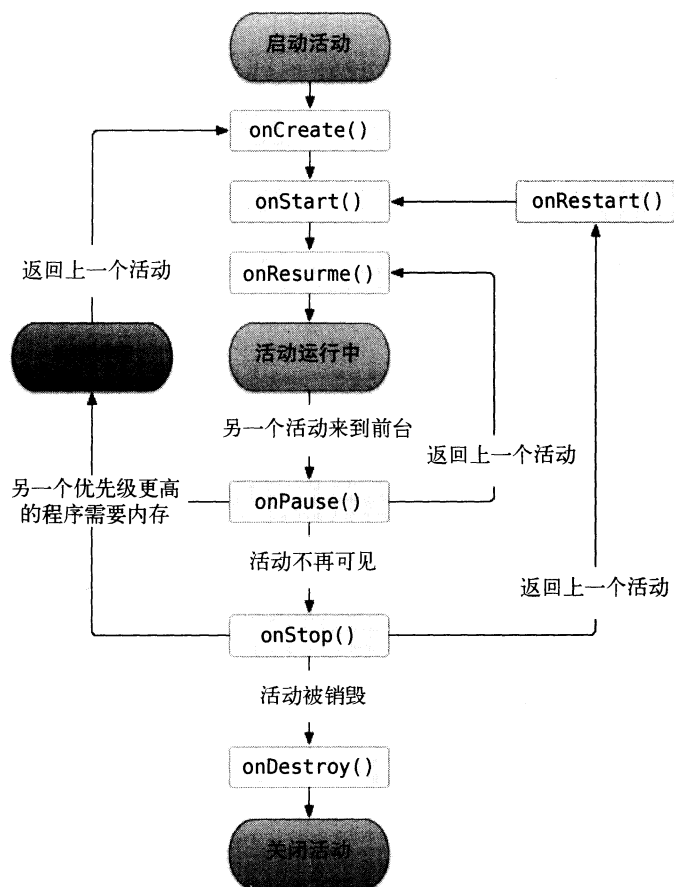 启动活动
onCreate()
onStart()
onRestart()
返回上一个活动
onResurme()
活动运行中
另一个活动来到前台
返回上一个活动
另一个优先级更高
的程序需要内存
onPause()
活动不再可见
返回上一个活动
onStop()
活动被销毁
onDestroy()
关闭活动